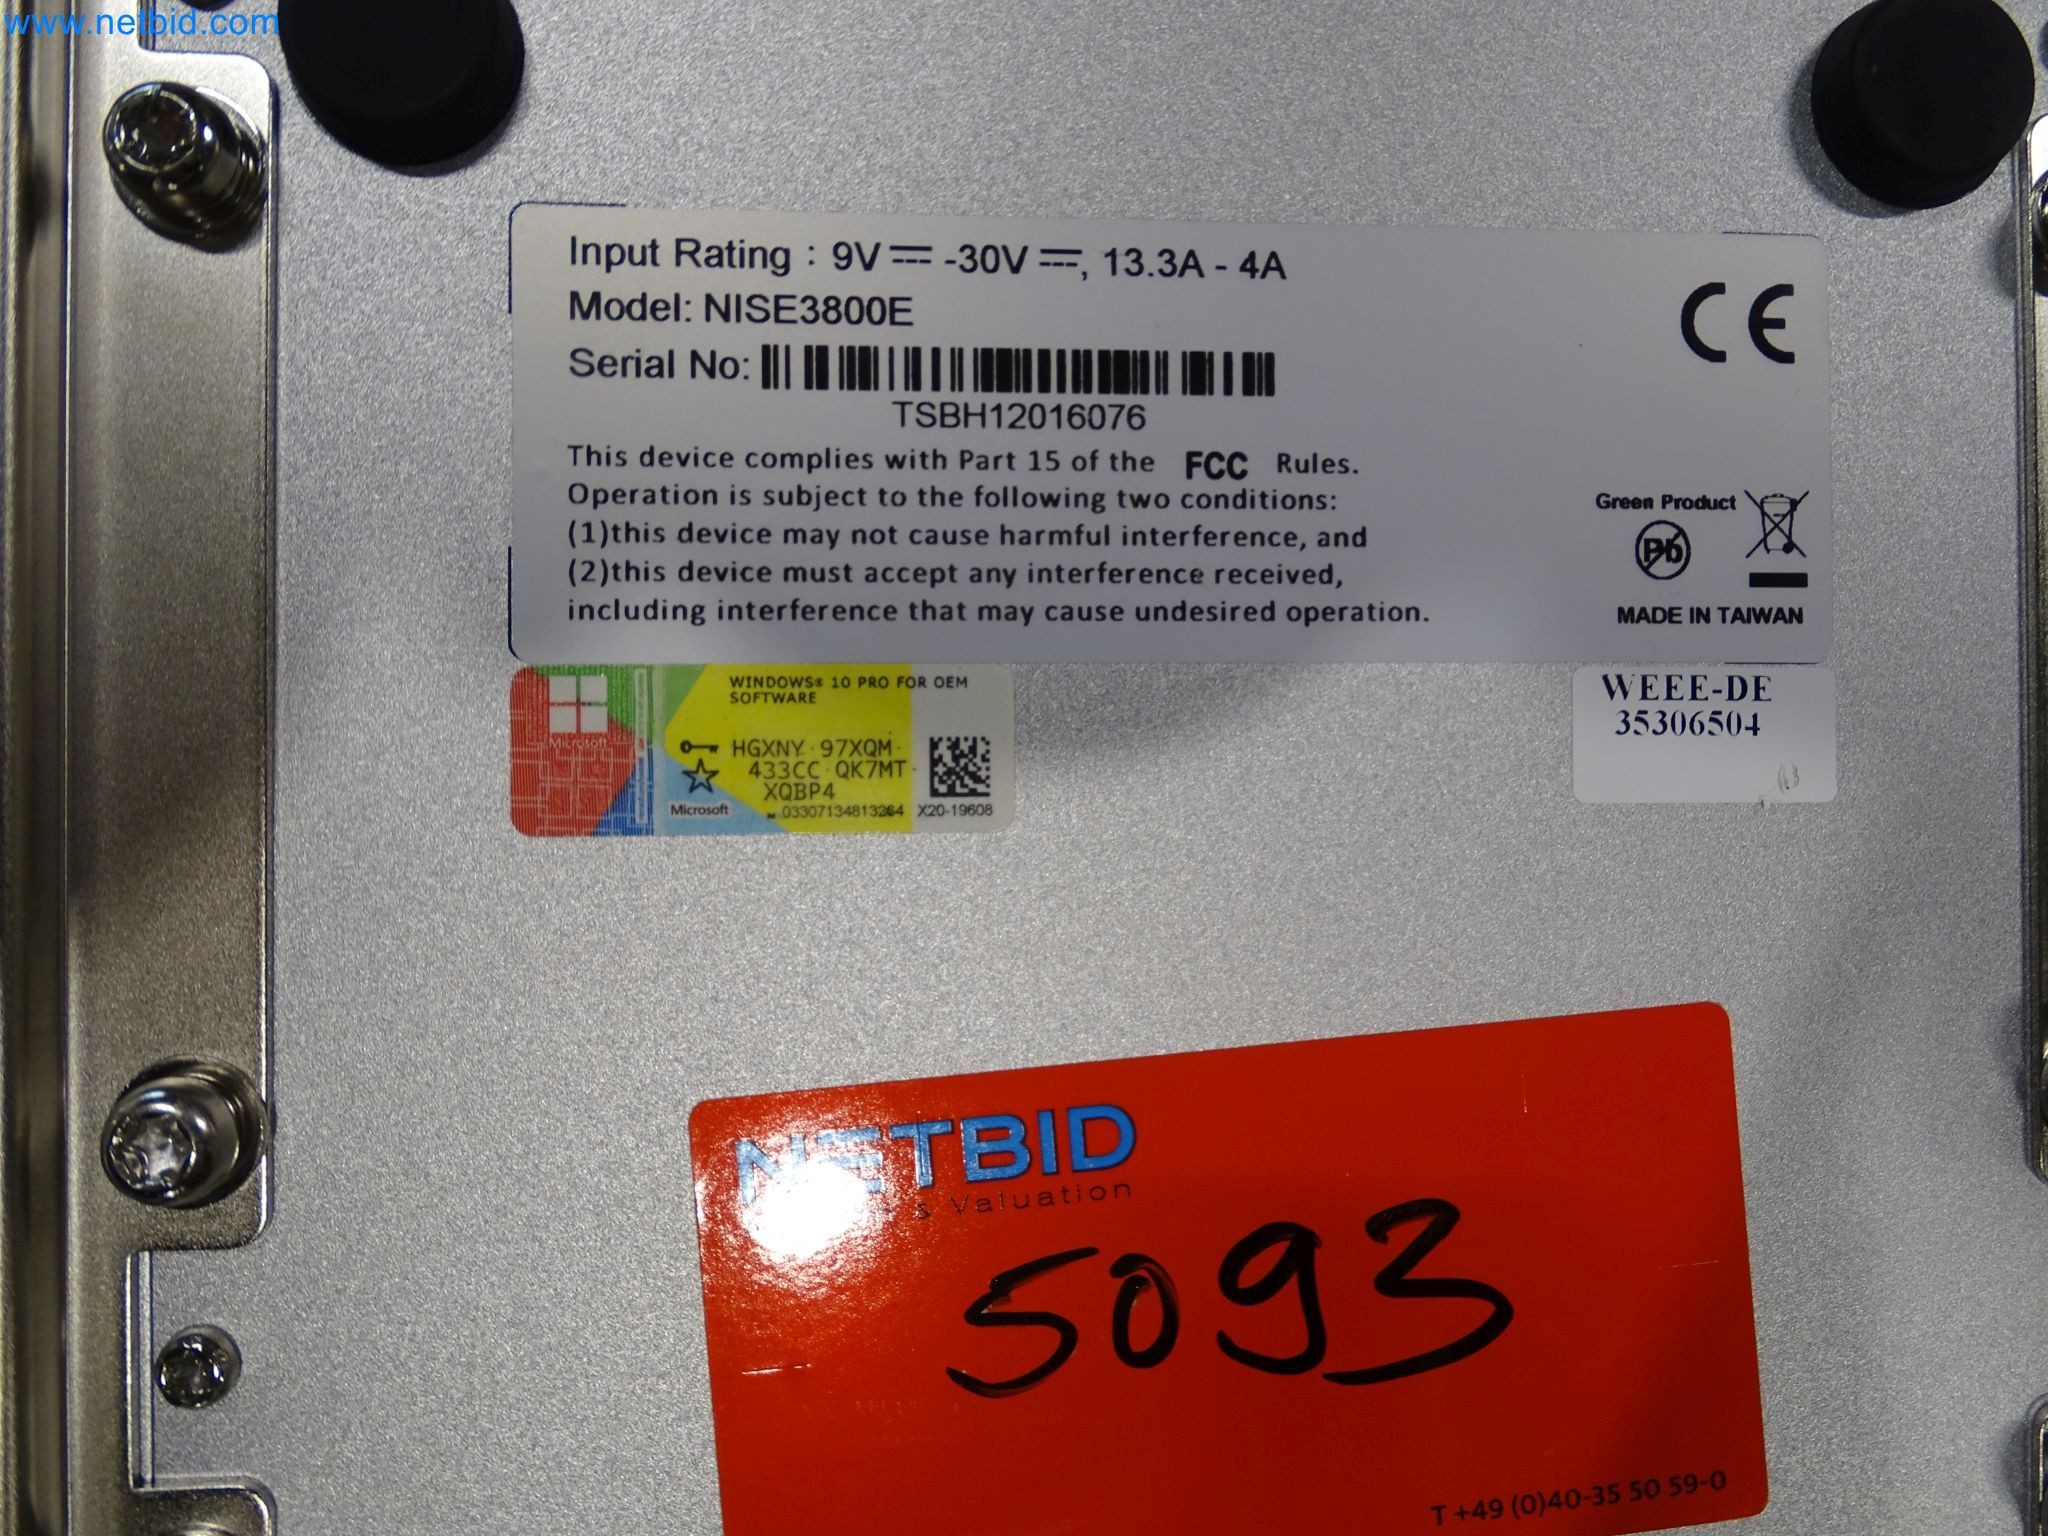 www.netbid.com
Input Rating : 9V -30V , 13.3A - 4A
Model: NISE3800E
Serial No:
TSBH12016076
This device complies with Part 15 of the FCC Rules.
Operation is subject to the following two conditions:
(1)this device may not cause harmful interference, and
(2)this device must accept any interference received,
including interference that may cause undesired operation.
CE
Green Product
Pb
MADE IN TAIWAN
WINDOWS® 10 PRO FOR OEM
SOFTWARE
Microsoft
HGXNY 97XQM
433CC QK7MT
XQBP4
Microsoft
03307134813264 X20-19608
WEEE-DE
35306504
NETBID
& Valuation
5093
T +49 (0)40-35 50 59-0